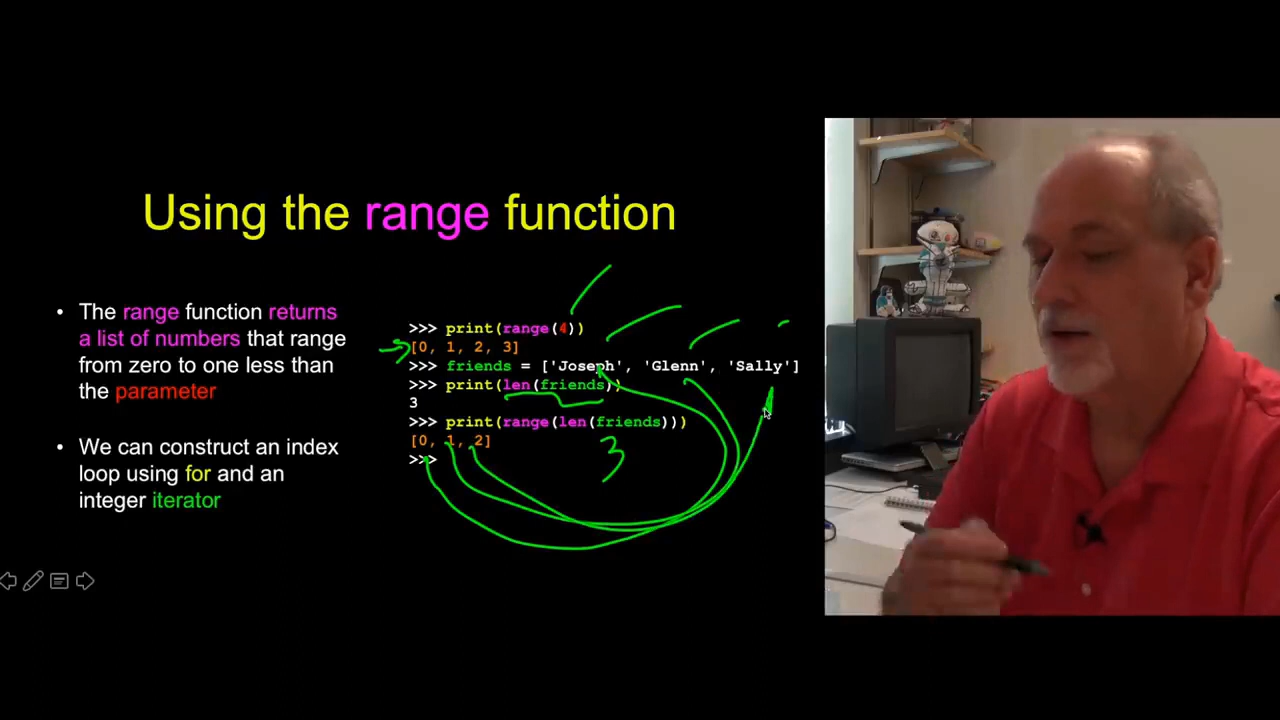 Using the range function
• The range function returns
a list of numbers that range
from zero to one less than
the parameter
• We can construct an index
loop using for and an
integer iterator
>>> print(range(4))
[0, 1, 2, 3]
>>> friends = ['Joseph', 'Glenn', 'Sally']
>>> print(len(friends))
3
>>> print(range(len(friends)))
[0, 1, 2]
3
>>>